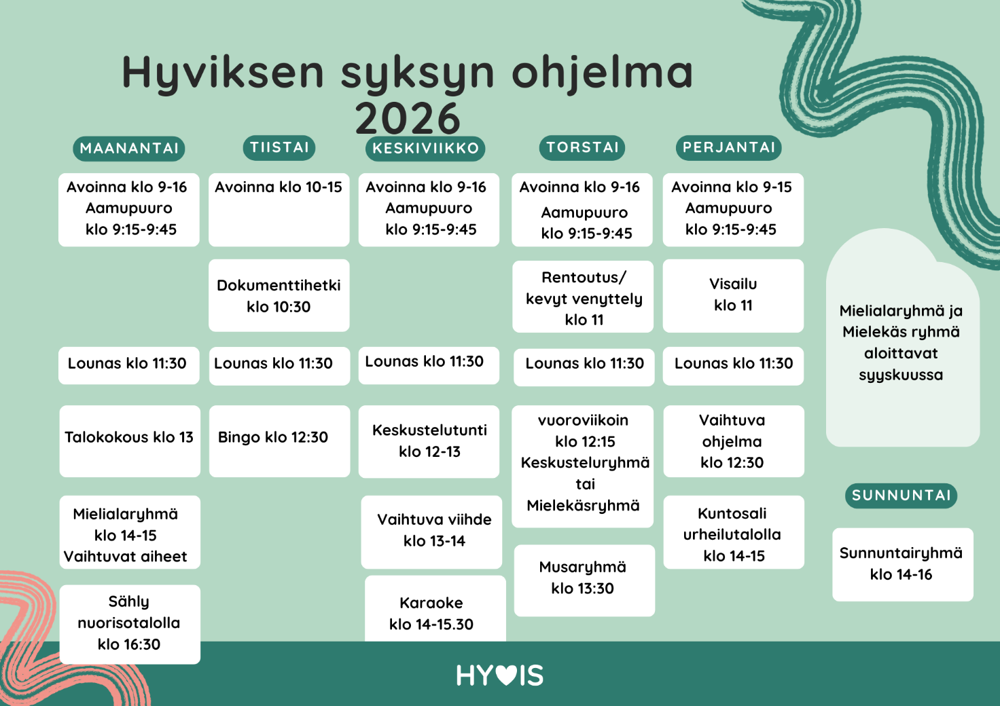 Hyviksen syksyn ohjelma
2026
MAANANTAI
Avoinna klo 9-16
Aamupuuro
klo 9:15-9:45
Lounas klo 11:30
Talokokous klo 13
Mielialaryhmä
klo 14-15
Vaihtuvat aiheet
Sähly
nuorisotalolla
klo 16:30
TIISTAI
Avoinna klo 10-15
Dokumenttihetki
klo 10:30
Lounas klo 11:30
Bingo klo 12:30
KESKIVIIKKO
Avoinna klo 9-16
Aamupuuro
klo 9:15-9:45
Lounas klo 11:30
Keskustelutunti
klo 12-13
Vaihtuva viihde
klo 13-14
Karaoke
klo 14-15.30
TORSTAI
Avoinna klo 9-16
Aamupuuro
klo 9:15-9:45
Rentoutus/
kevyt venyttely
klo 11
Lounas klo 11:30
vuoroviikoin
klo 12:15
Keskusteluryhmä
tai
Mielekäsryhmä
Musaryhmä
klo 13:30
PERJANTAI
Avoinna klo 9-15
Aamupuuro
klo 9:15-9:45
Visailu
klo 11
Lounas klo 11:30
Vaihtuva
ohjelma
klo 12:30
Kuntosali
urheilutalolla
klo 14-15
Mielialaryhmä ja
Mielekäs ryhmä
aloittavat
syyskuussa
SUNNUNTAI
Sunnuntairyhmä
klo 14-16
HYVIS